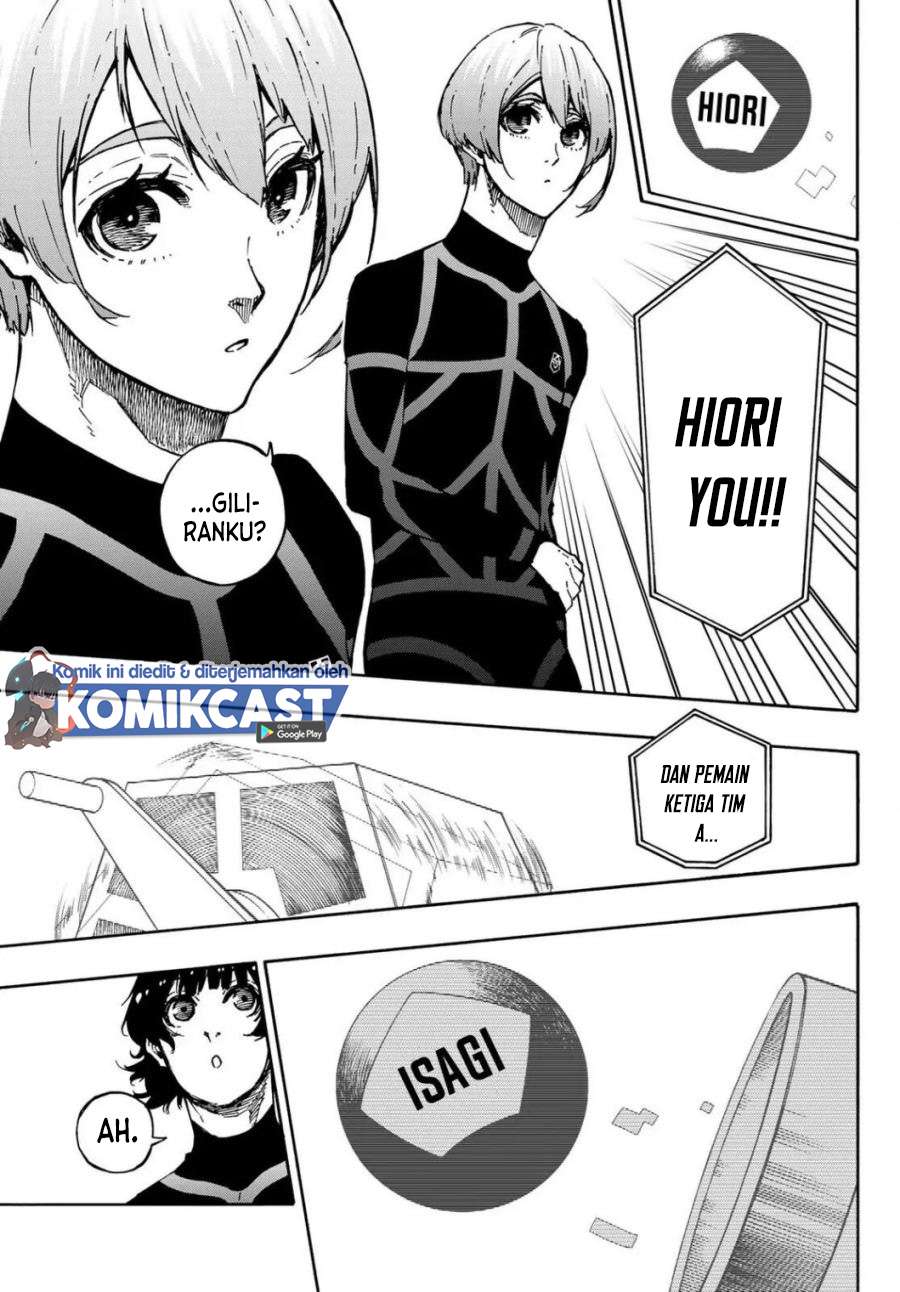 HIORI
HIORI
YOU!!
...GILI-
RANKU?
Komik ini diedit & diterjemahkan oleh
KOMIKCAST
GET IT ON
Google Play
DAN PEMAIN
KETIGA TIM
A...
ISAGI
AH.